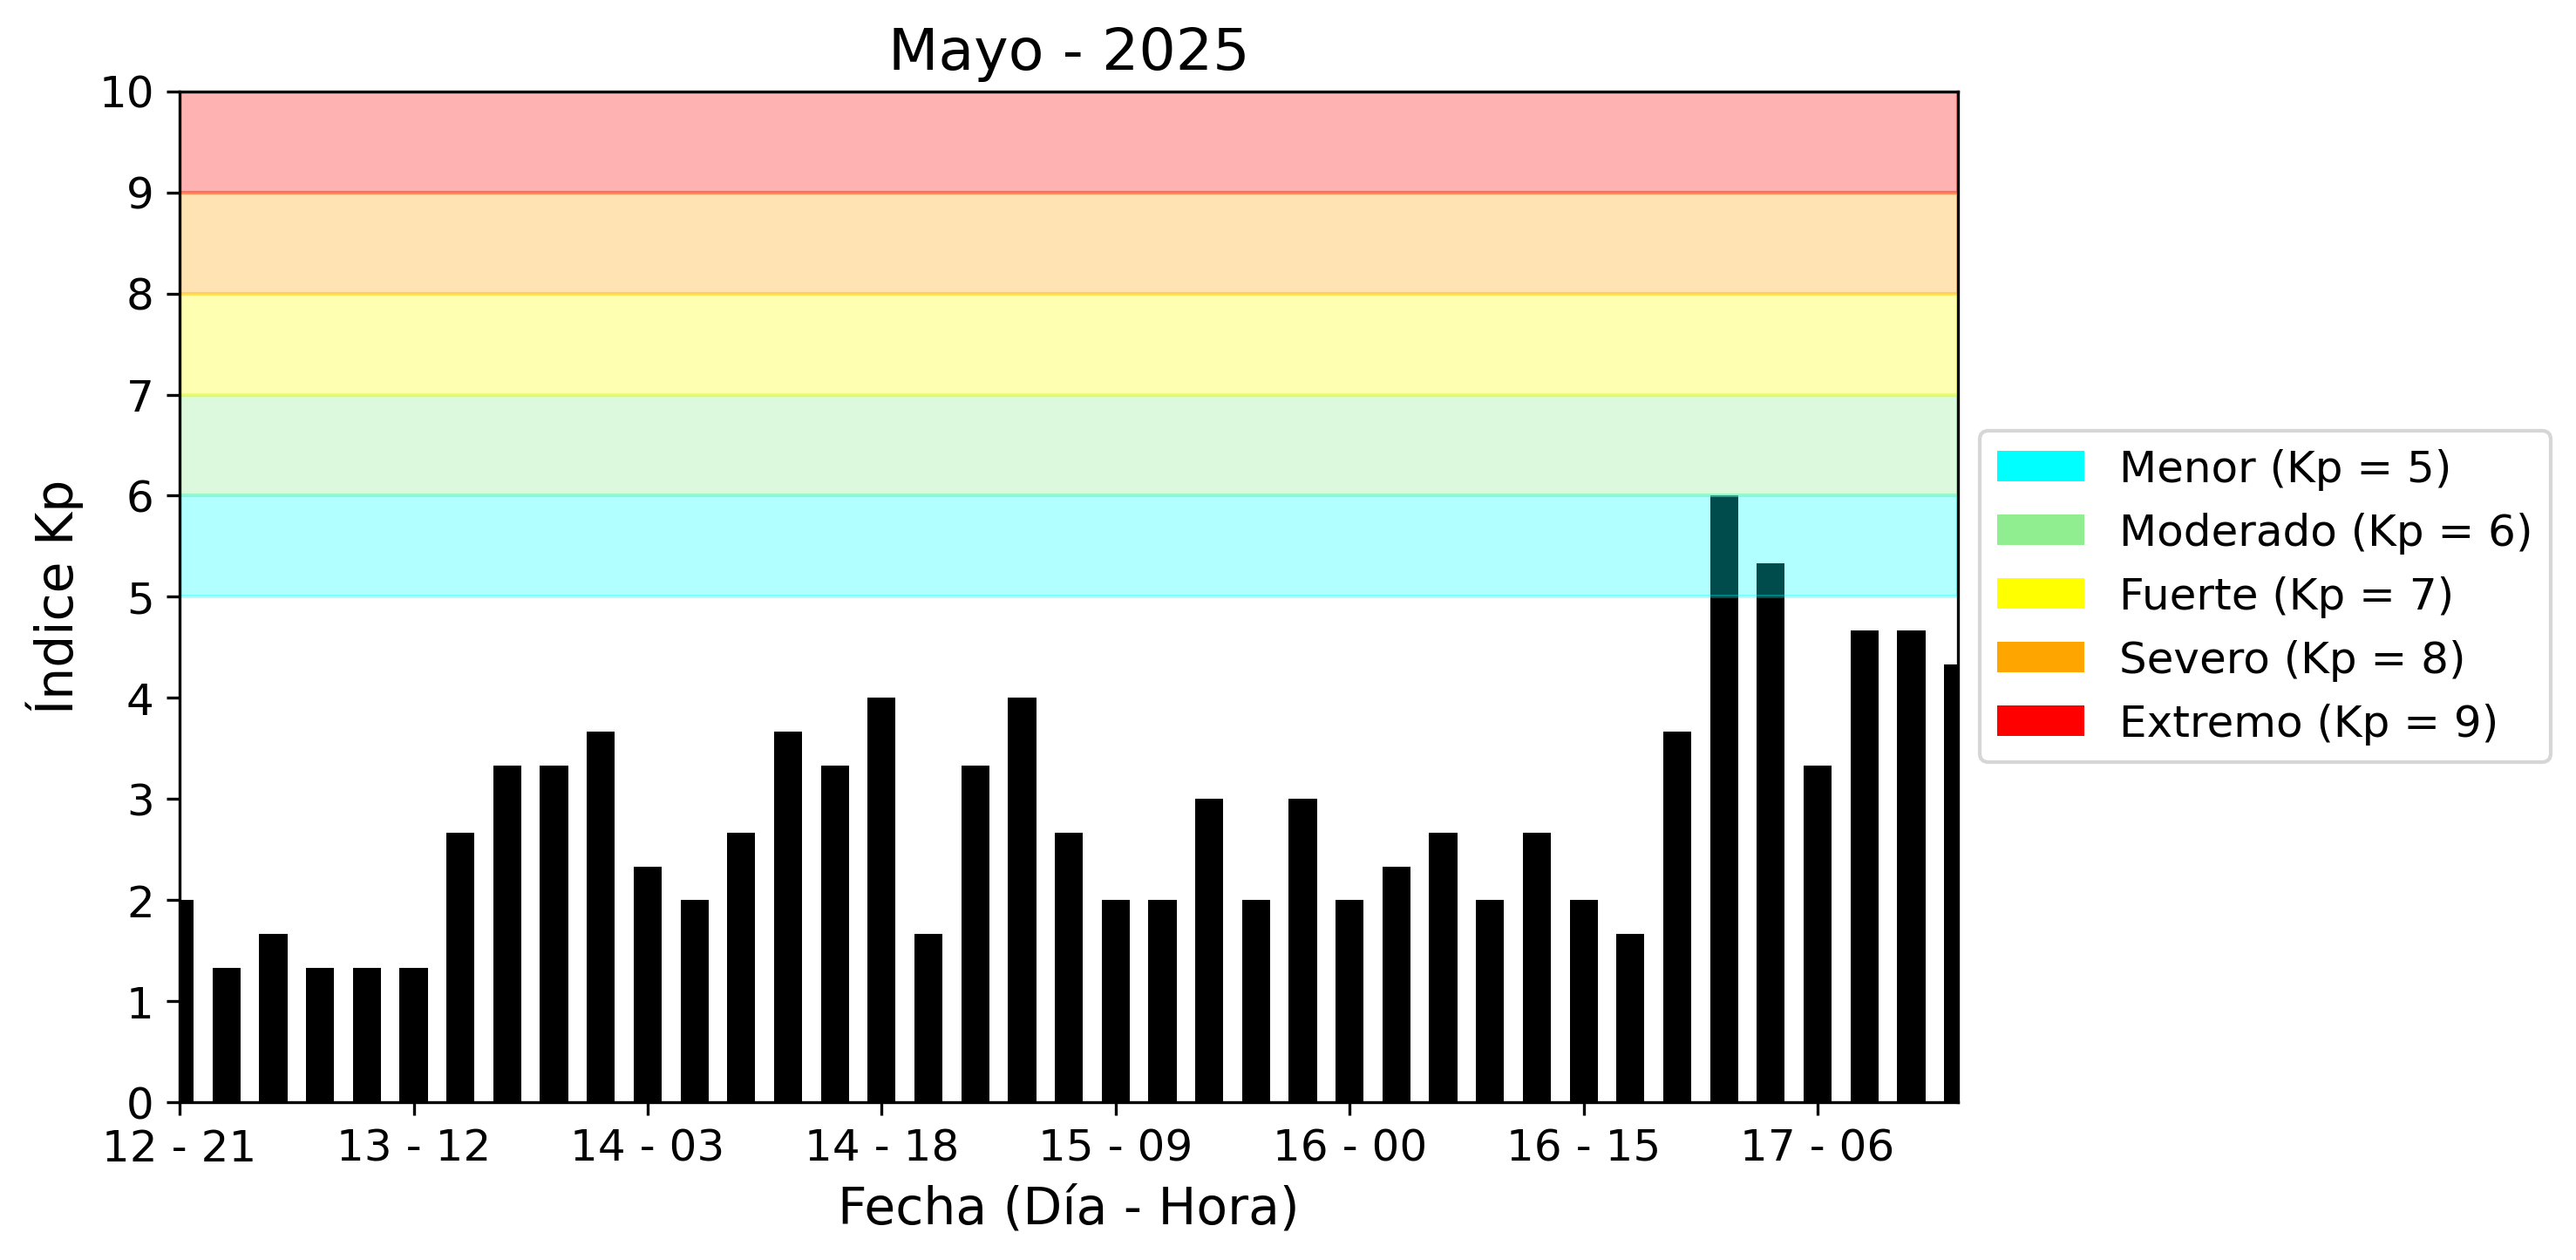 Mayo - 2025
10
9
8
7
6
5
4
3
2
1
0
Índice Kp
12 - 21
13 - 12
14 - 03
14 - 18
15 - 09
16 - 00
16 - 15
17 - 06
Fecha (Día - Hora)
Menor (Kp = 5)
Moderado (Kp = 6)
Fuerte (Kp = 7)
Severo (Kp = 8)
Extremo (Kp = 9)